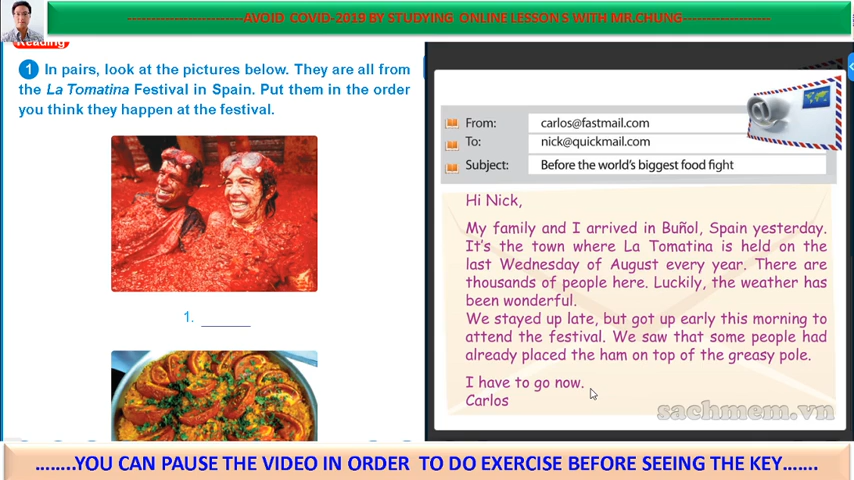 AVOID COVID-2019 BY STUDYING ONLINE LESSONS WITH MR.CHUNG
Reading
1 In pairs, look at the pictures below. They are all from
the La Tomatina Festival in Spain. Put them in the order
you think they happen at the festival.
1. ______
From: carlos@fastmail.com
To: nick@quickmail.com
Subject: Before the world's biggest food fight
Hi Nick,
My family and I arrived in Buñol, Spain yesterday.
It's the town where La Tomatina is held on the
last Wednesday of August every year. There are
thousands of people here. Luckily, the weather has
been wonderful.
We stayed up late, but got up early this morning to
attend the festival. We saw that some people had
already placed the ham on top of the greasy pole.
I have to go now.
Carlos
sachmem.vn
........YOU CAN PAUSE THE VIDEO IN ORDER TO DO EXERCISE BEFORE SEEING THE KEY.......